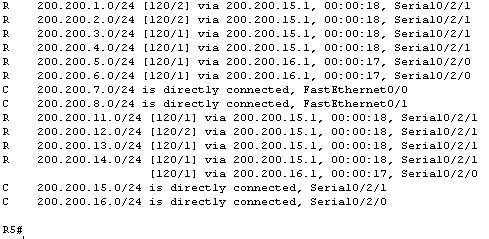 R    200.200.1.0/24 [120/2] via 200.200.15.1, 00:00:18, Serial0/2/1
R    200.200.2.0/24 [120/2] via 200.200.15.1, 00:00:18, Serial0/2/1
R    200.200.3.0/24 [120/1] via 200.200.15.1, 00:00:18, Serial0/2/1
R    200.200.4.0/24 [120/1] via 200.200.15.1, 00:00:18, Serial0/2/1
R    200.200.5.0/24 [120/1] via 200.200.16.1, 00:00:17, Serial0/2/0
R    200.200.6.0/24 [120/1] via 200.200.16.1, 00:00:17, Serial0/2/0
C    200.200.7.0/24 is directly connected, FastEthernet0/0
C    200.200.8.0/24 is directly connected, FastEthernet0/1
R    200.200.11.0/24 [120/1] via 200.200.15.1, 00:00:18, Serial0/2/1
R    200.200.12.0/24 [120/1] via 200.200.15.1, 00:00:18, Serial0/2/1
R    200.200.13.0/24 [120/1] via 200.200.15.1, 00:00:18, Serial0/2/1
R    200.200.14.0/24 [120/1] via 200.200.15.1, 00:00:18, Serial0/2/1
                     [120/1] via 200.200.16.1, 00:00:17, Serial0/2/0
C    200.200.15.0/24 is directly connected, Serial0/2/1
C    200.200.16.0/24 is directly connected, Serial0/2/0
R5#